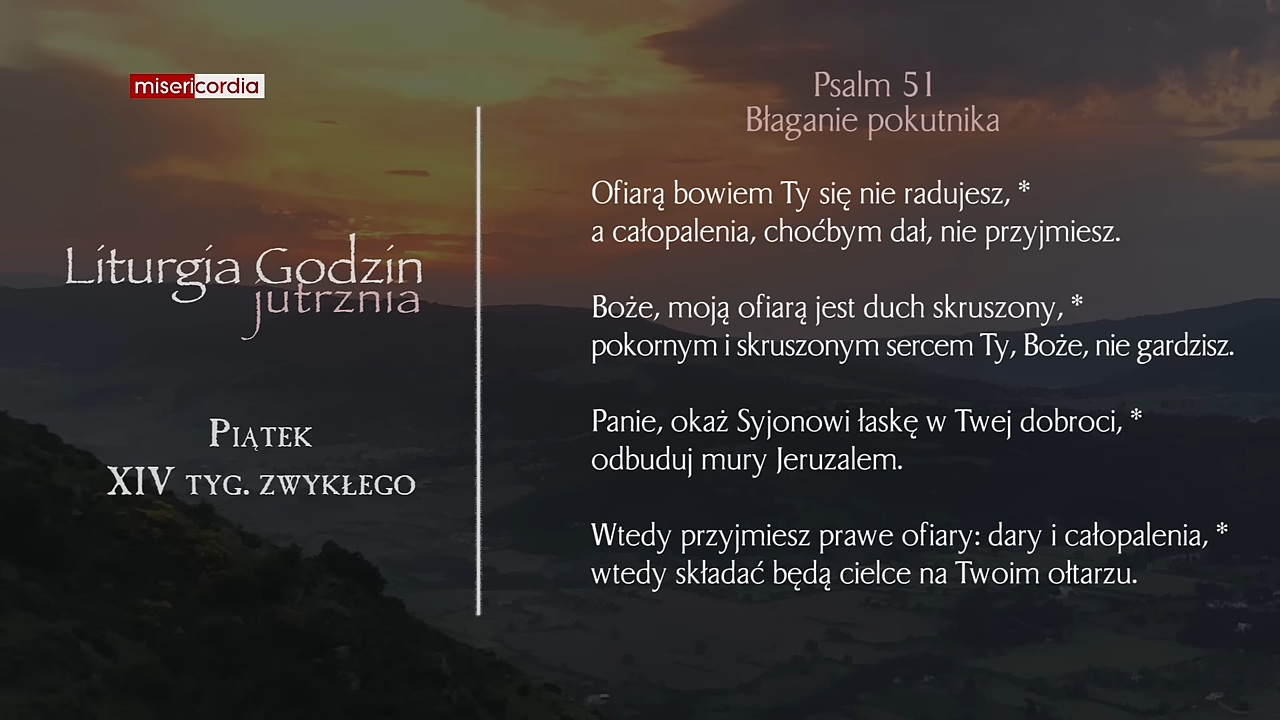 misericordia
Liturgia Godzin
jutrznia
Piątek
XIV tyg. zwykłego
Psalm 51
Błaganie pokutnika
Ofiarą bowiem Ty się nie radujesz, *
a całopalenia, choćbym dał, nie przyjmiesz.
Boże, moją ofiarą jest duch skruszony, *
pokornym i skruszonym sercem Ty, Boże, nie gardzisz.
Panie, okaż Syjonowi łaskę w Twej dobroci, *
odbuduj mury Jeruzalem.
Wtedy przyjmiesz prawe ofiary: dary i całopalenia, *
wtedy składać będą cielce na Twoim ołtarzu.